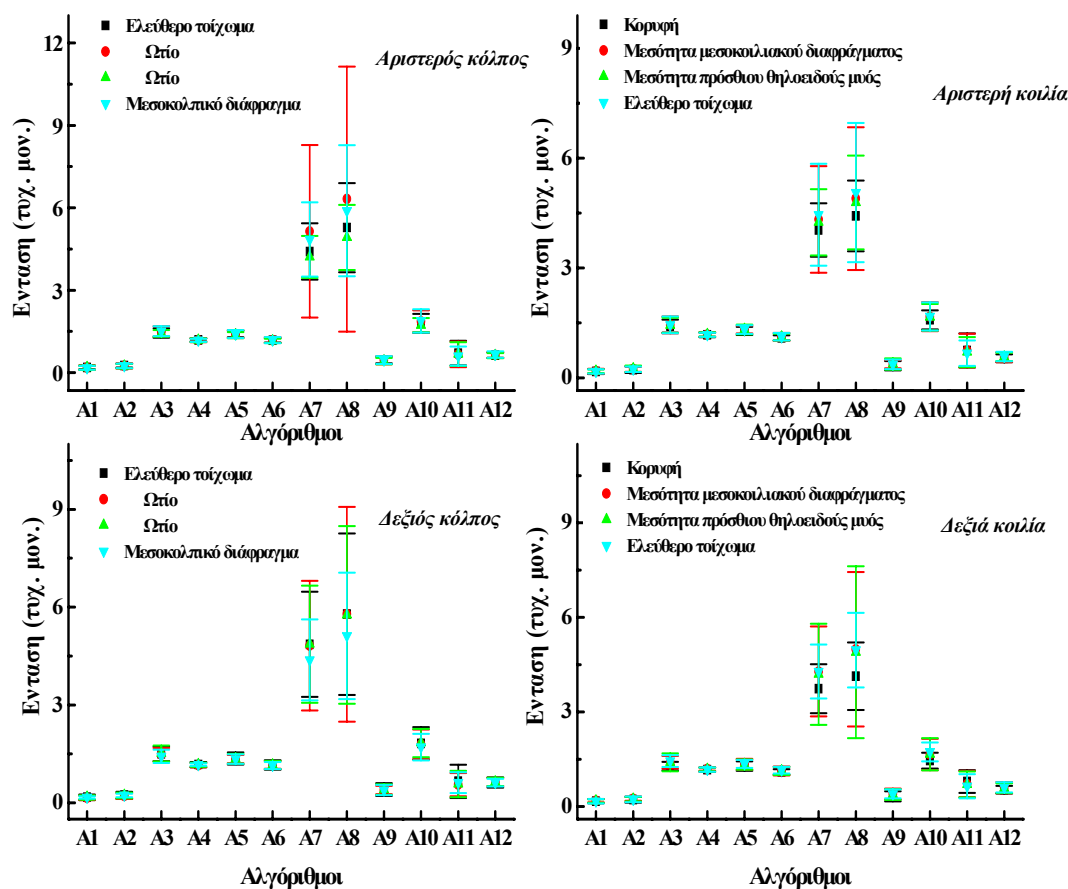 Ελεύθερο τοίχωμα
Ωτίο
Ωτίο
Μεσοκολπικό διάφραγμα
Αριστερός κόλπος
12
9
6
3
0
Ενταση (τυχ. μον.)
A1 A2 A3 A4 A5 A6 A7 A8 A9 A10 A11 A12
Αλγόριθμοι
Κορυφή
Μεσότητα μεσοκοιλιακού διαφράγματος
Μεσότητα πρόσθιου θηλοειδούς μυός
Ελεύθερο τοίχωμα
Αριστερή κοιλία
9
6
3
0
Ενταση (τυχ. μον.)
A1 A2 A3 A4 A5 A6 A7 A8 A9 A10 A11 A12
Αλγόριθμοι
Ελεύθερο τοίχωμα
Ωτίο
Ωτίο
Μεσοκολπικό διάφραγμα
Δεξιός κόλπος
9
6
3
0
Ενταση (τυχ. μον.)
A1 A2 A3 A4 A5 A6 A7 A8 A9 A10 A11 A12
Αλγόριθμοι
Κορυφή
Μεσότητα μεσοκοιλιακού διαφράγματος
Μεσότητα πρόσθιου θηλοειδούς μυός
Ελεύθερο τοίχωμα
Δεξιά κοιλία
9
6
3
0
Ενταση (τυχ. μον.)
A1 A2 A3 A4 A5 A6 A7 A8 A9 A10 A11 A12
Αλγόριθμοι